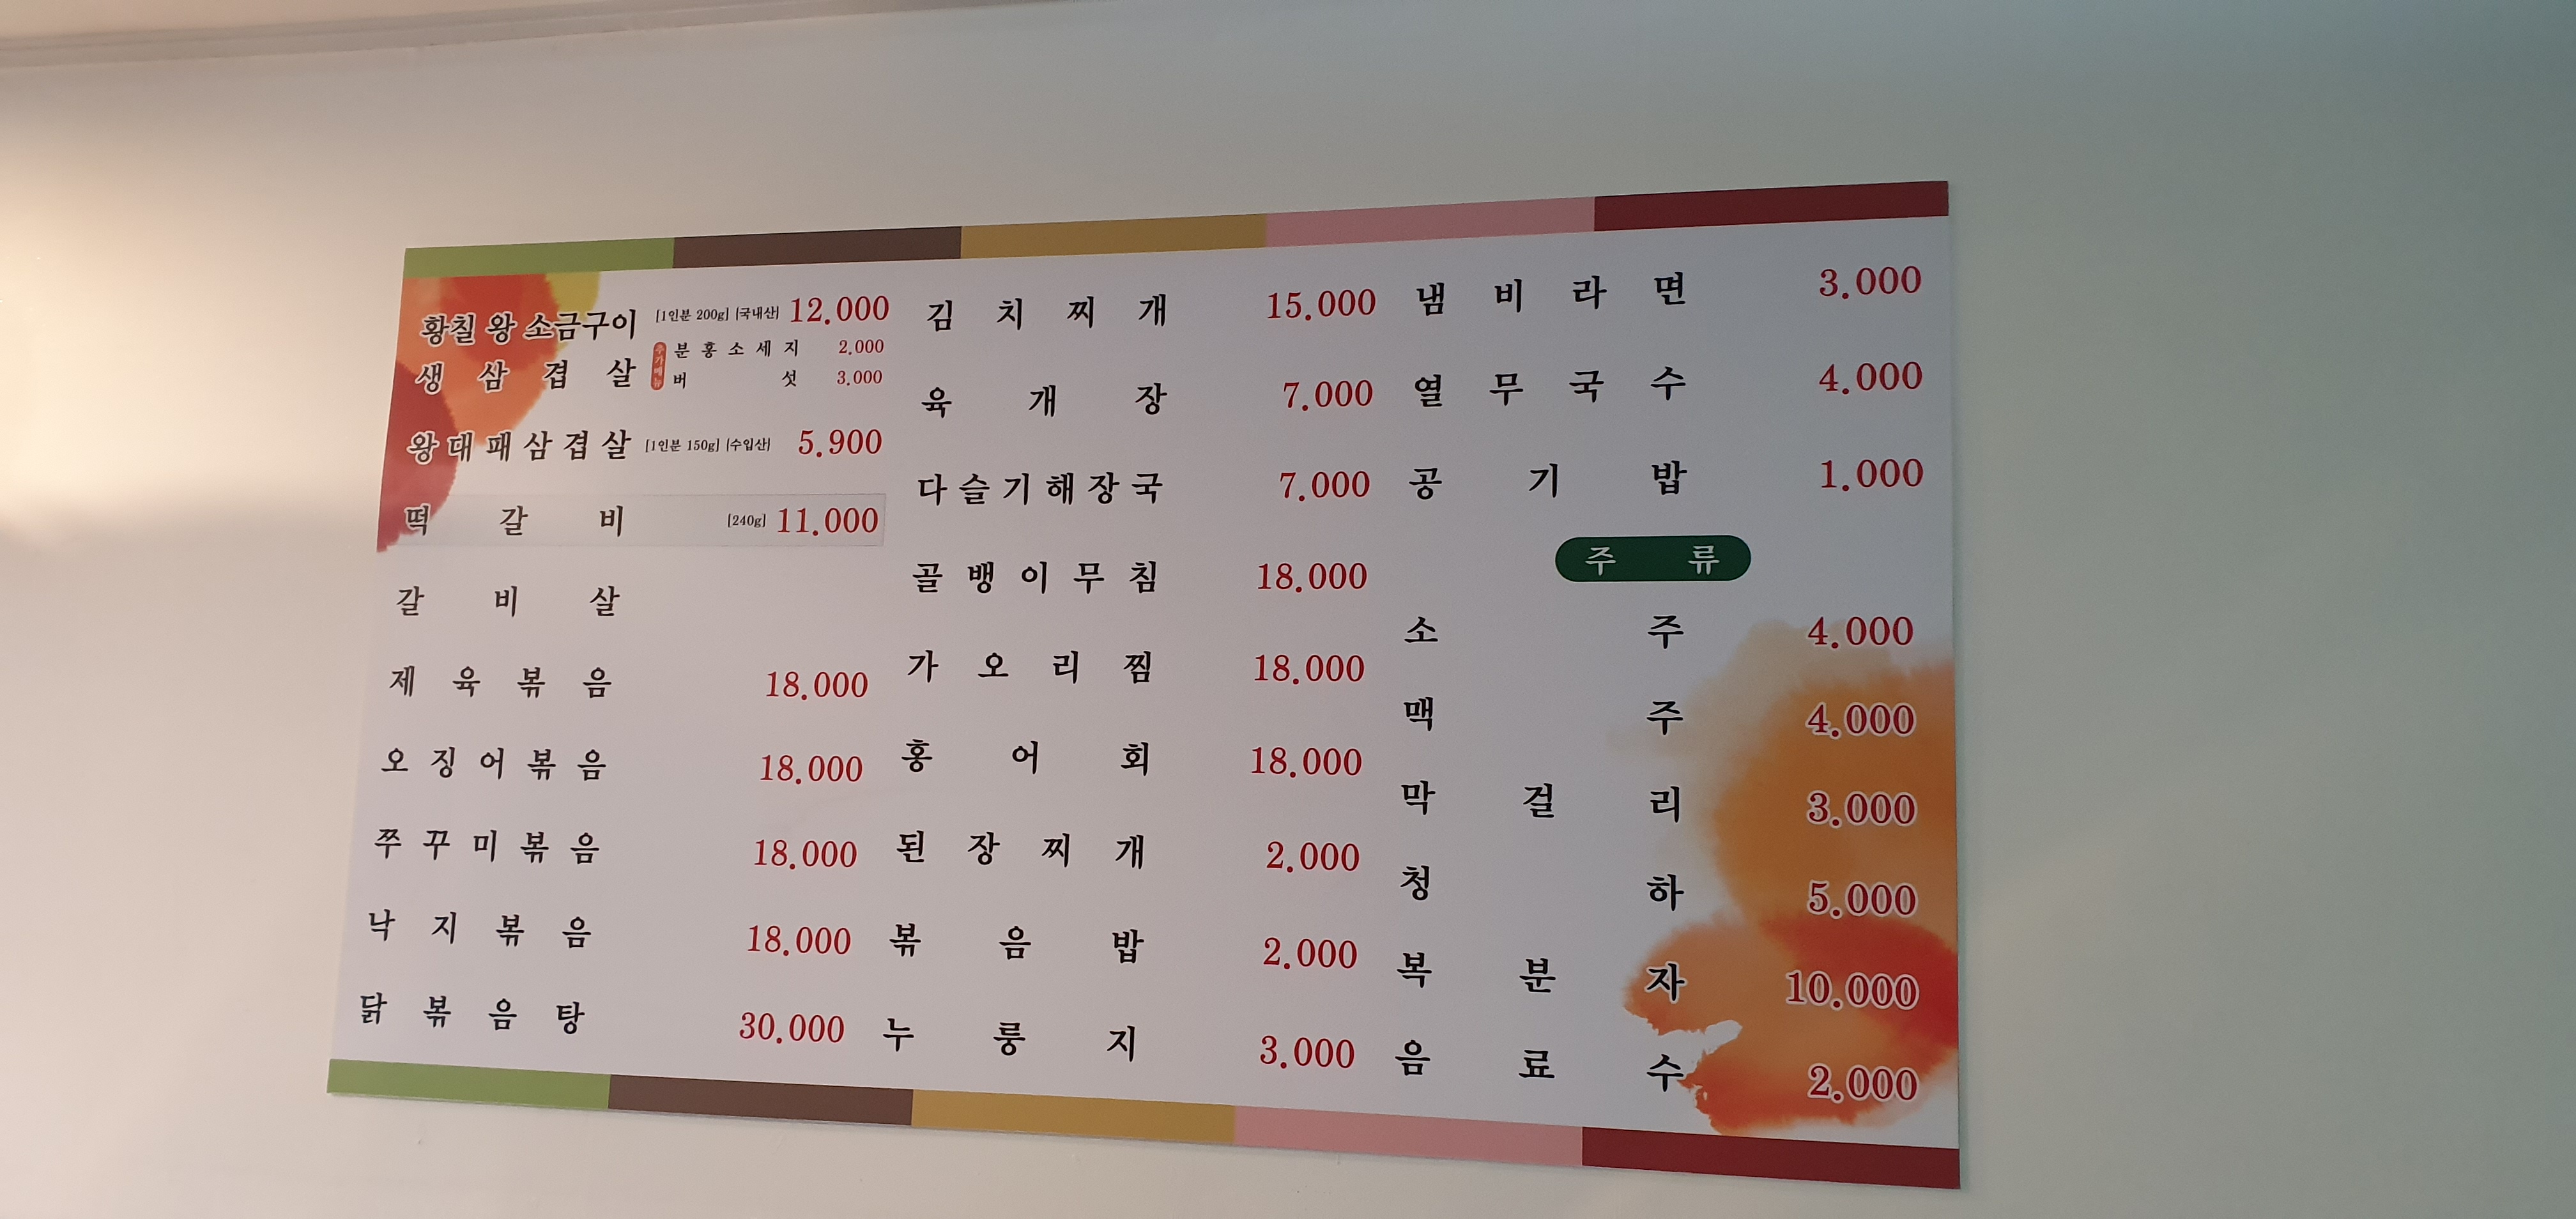 황칠 왕 소금구이 [1인분 200g] [국내산] 12.000
생삼겹살
추가메뉴
분홍소세지 2.000
버섯 3.000
왕대패삼겹살 [1인분 150g] [수입산] 5.900
떡갈비 [240g] 11.000
갈비살
제육볶음 18.000
오징어볶음 18.000
쭈꾸미볶음 18.000
낙지볶음 18.000
닭볶음탕 30.000
김치찌개 15.000
육개장 7.000
다슬기해장국 7.000
골뱅이무침 18.000
가오리찜 18.000
홍어회 18.000
된장찌개 2.000
볶음밥 2.000
누룽지 3.000
냄비라면 3.000
열무국수 4.000
공기밥 1.000
주류
소주 4.000
맥주 4.000
막걸리 3.000
청하 5.000
복분자 10.000
음료수 2.000